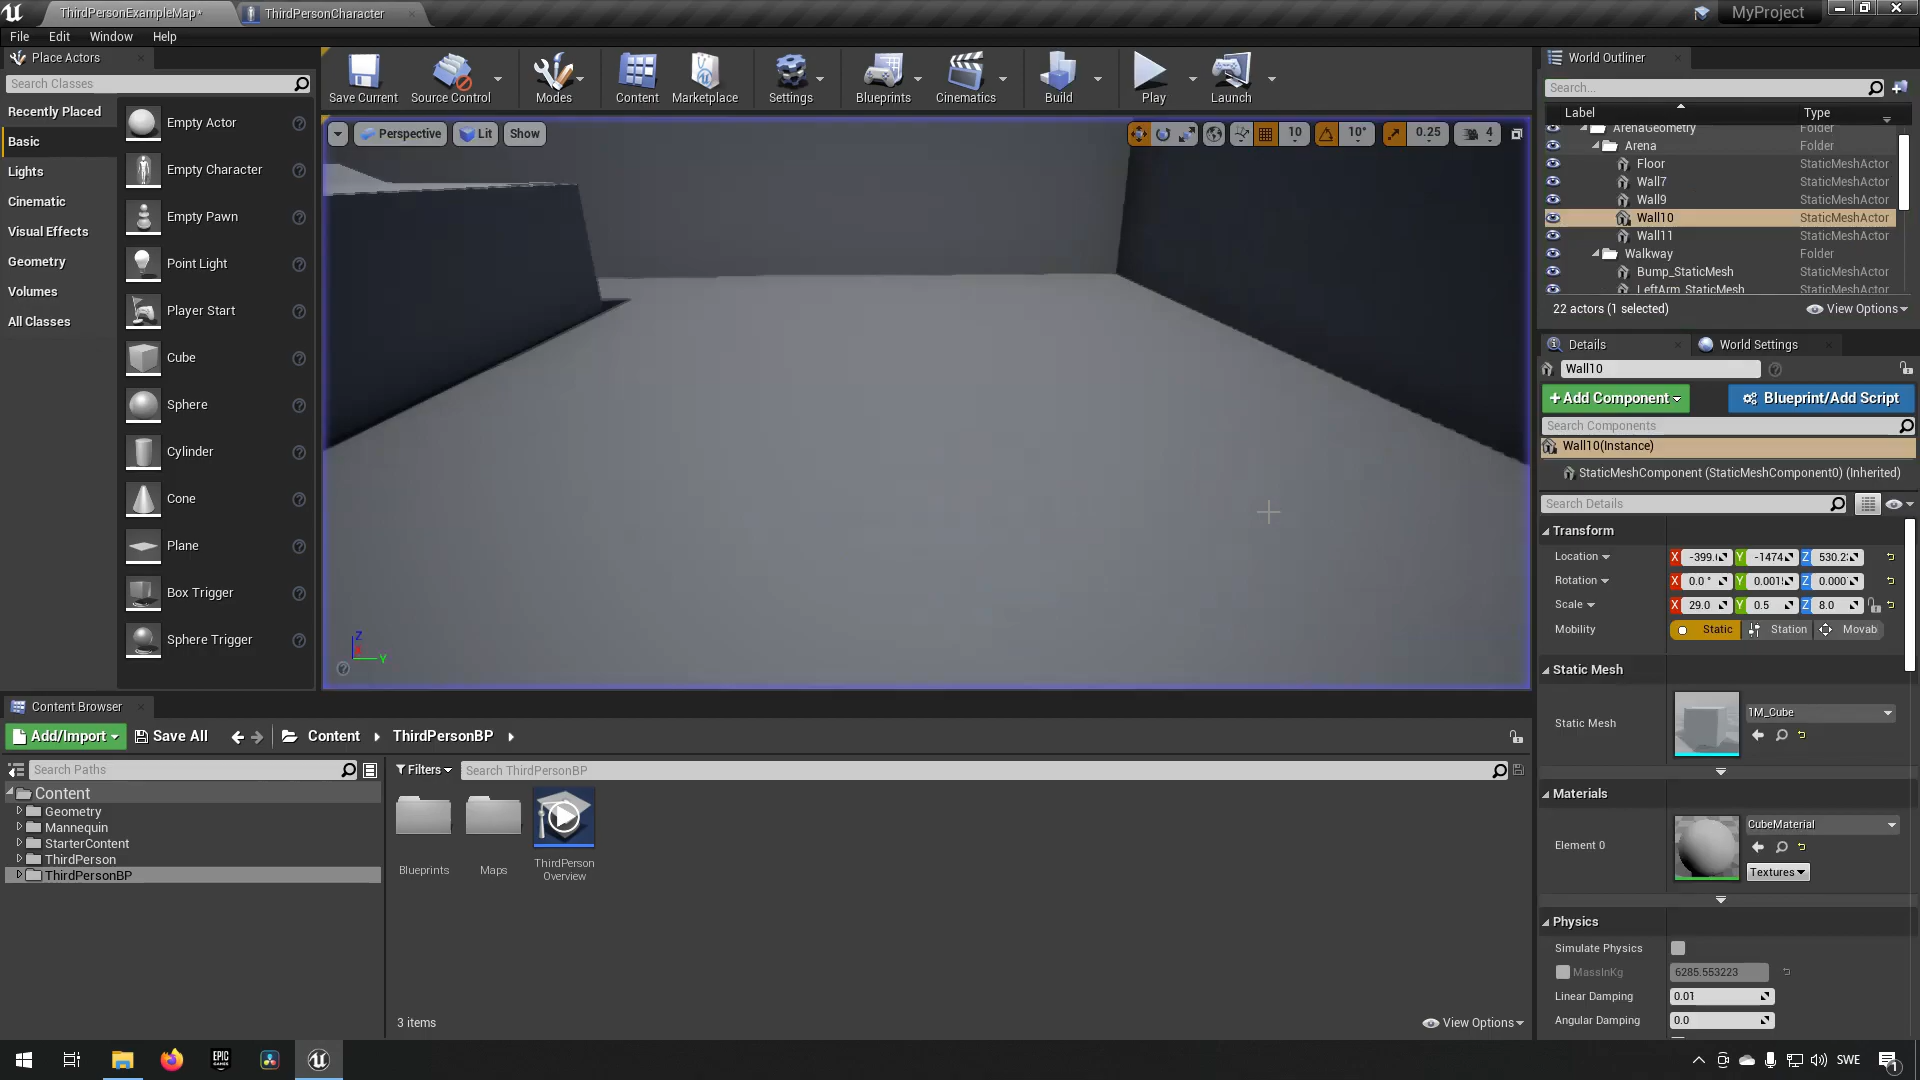 ThirdPersonExampleMap*
ThirdPersonCharacter
MyProject
File
Edit
Window
Help
Place Actors
Search Classes
Recently Placed
Basic
Lights
Cinematic
Visual Effects
Geometry
Volumes
All Classes
Empty Actor
Empty Character
Empty Pawn
Point Light
Player Start
Cube
Sphere
Cylinder
Cone
Plane
Box Trigger
Sphere Trigger
Save Current
Source Control
Modes
Content
Marketplace
Settings
Blueprints
Cinematics
Build
Play
Launch
Perspective
Lit
Show
10
10°
0.25
4
Z
X
Y
World Outliner
Search...
Label
Type
ArenaGeometry
Folder
Arena
Folder
Floor
StaticMeshActor
Wall7
StaticMeshActor
Wall9
StaticMeshActor
Wall10
StaticMeshActor
Wall11
StaticMeshActor
Walkway
Folder
Bump_StaticMesh
StaticMeshActor
LeftArm_StaticMesh
StaticMeshActor
22 actors (1 selected)
View Options
Details
World Settings
Wall10
+Add Component
Blueprint/Add Script
Search Components
Wall10(Instance)
StaticMeshComponent (StaticMeshComponent0) (Inherited)
Search Details
Transform
Location
X
Y
-1474
Z
Rotation
X
0.0 °
Y
Z
0.000
Scale
X
29.0
Y
0.5
Z
8.0
Mobility
Static
Station
Movab
Static Mesh
Static Mesh
1M_Cube
Materials
Element 0
CubeMaterial
Textures
Physics
Simulate Physics
MassInKg
6285.553223
Linear Damping
0.01
Angular Damping
0.0
Content Browser
Add/Import
Save All
Content
ThirdPersonBP
Search Paths
Filters
Search ThirdPersonBP
Content
Geometry
Mannequin
StarterContent
ThirdPerson
ThirdPersonBP
Blueprints
Maps
ThirdPerson
Overview
3 items
View Options
EPIC
GAMES
SWE
1